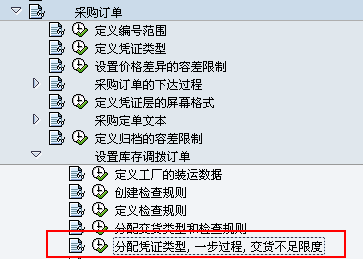 采购订单
定义编号范围
定义凭证类型
设置价格差异的容差限制
采购订单的下达过程
定义凭证层的屏幕格式
采购定单文本
定义归档的容差限制
设置库存调拨订单
定义工厂的装运数据
创建检查规则
定义检查规则
分配交货类型和检查规则
分配凭证类型, 一步过程, 交货不足限度